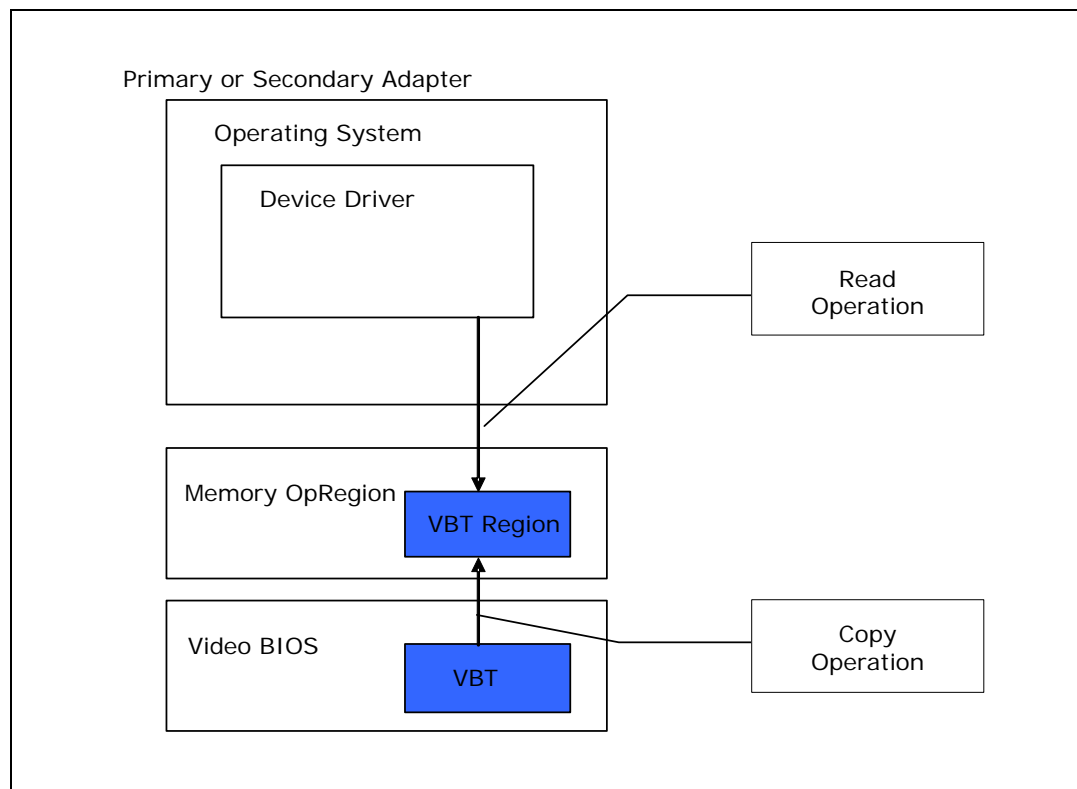 Primary or Secondary Adapter
Operating System
Device Driver
Read
Operation
Memory OpRegion
VBT Region
Video BIOS
VBT
Copy
Operation